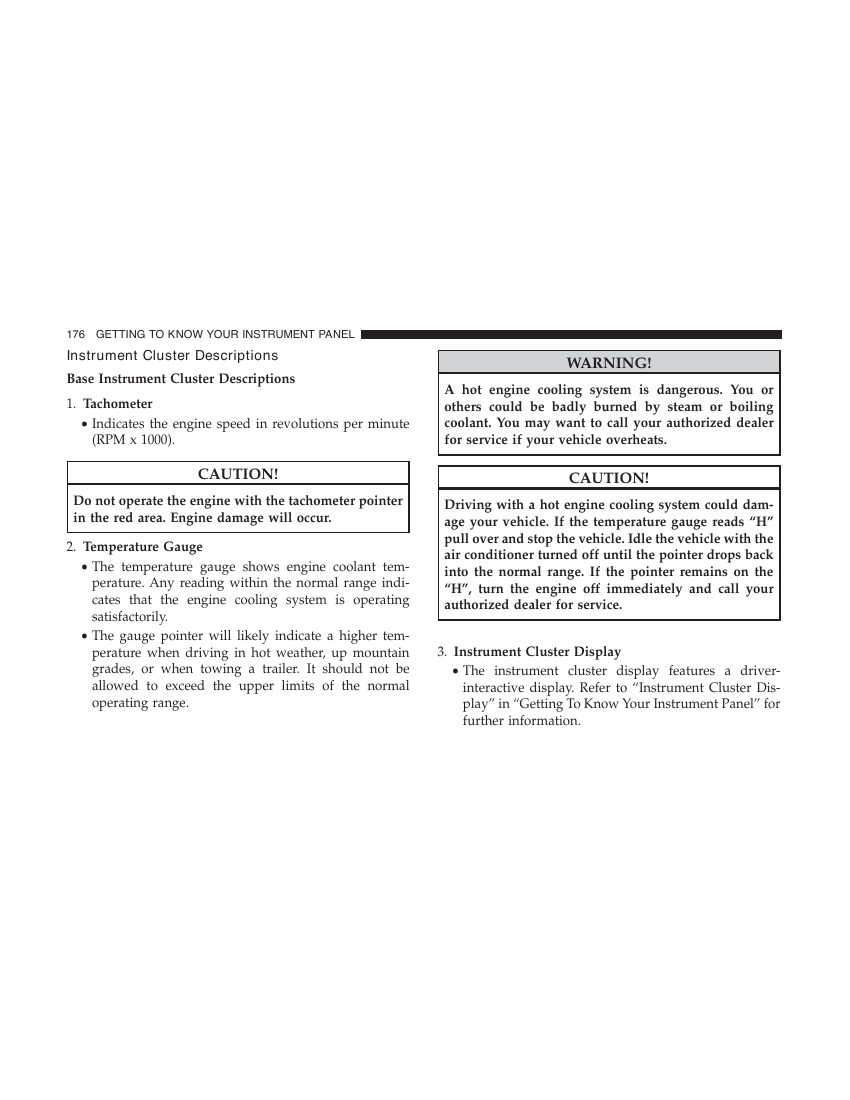 176 GETTING TO KNOW YOUR INSTRUMENT PANEL
Instrument Cluster Descriptions
Base Instrument Cluster Descriptions
1. Tachometer
• Indicates the engine speed in revolutions per minute
(RPM x 1000).
CAUTION!
Do not operate the engine with the tachometer pointer
in the red area. Engine damage will occur.
2. Temperature Gauge
• The temperature gauge shows engine coolant tem-
perature. Any reading within the normal range indi-
cates that the engine cooling system is operating
satisfactorily.
• The gauge pointer will likely indicate a higher tem-
perature when driving in hot weather, up mountain
grades, or when towing a trailer. It should not be
allowed to exceed the upper limits of the normal
operating range.
WARNING!
A hot engine cooling system is dangerous. You or
others could be badly burned by steam or boiling
coolant. You may want to call your authorized dealer
for service if your vehicle overheats.
CAUTION!
Driving with a hot engine cooling system could dam-
age your vehicle. If the temperature gauge reads “H”
pull over and stop the vehicle. Idle the vehicle with the
air conditioner turned off until the pointer drops back
into the normal range. If the pointer remains on the
“H”, turn the engine off immediately and call your
authorized dealer for service.
3. Instrument Cluster Display
• The instrument cluster display features a driver-
interactive display. Refer to “Instrument Cluster Dis-
play” in “Getting To Know Your Instrument Panel” for
further information.